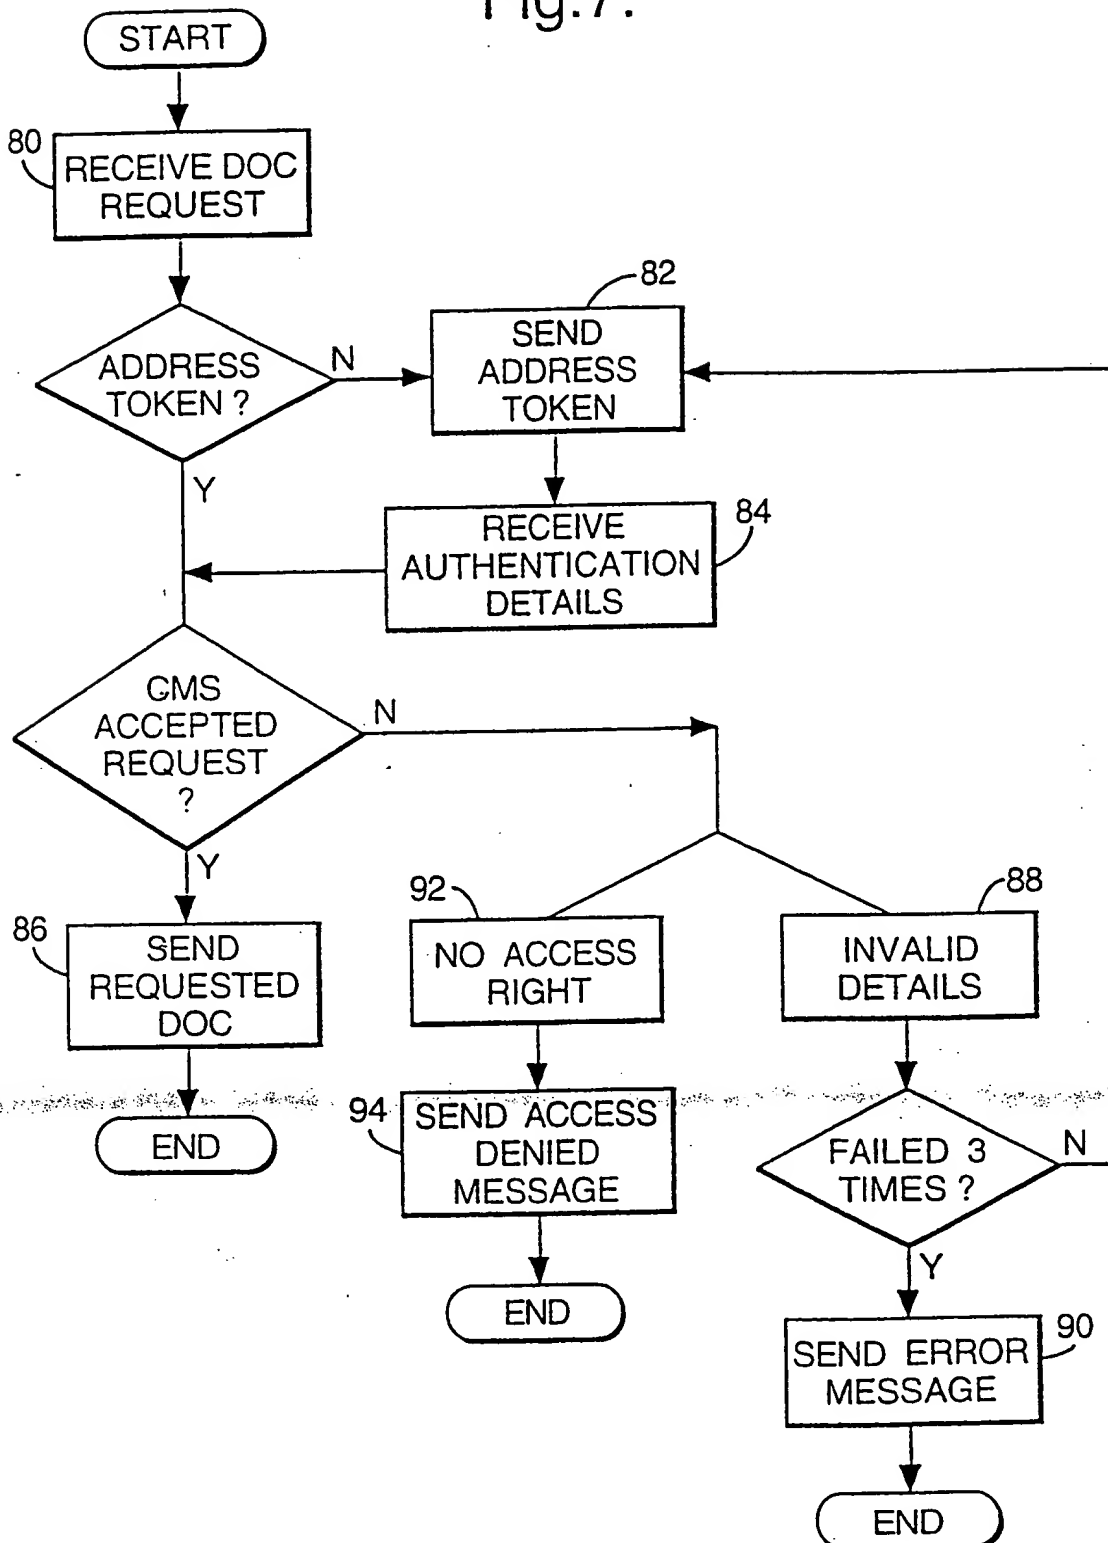 Fig.7.
START
80
RECEIVE DOC
REQUEST
82
SEND
ADDRESS
TOKEN
ADDRESS
TOKEN ?
N
Y
84
RECEIVE
AUTHENTICATION
DETAILS
GMS
ACCEPTED
REQUEST
?
N
Y
86
SEND
REQUESTED
DOC
END
92
NO ACCESS
RIGHT
94
SEND ACCESS
DENIED
MESSAGE
END
88
INVALID
DETAILS
FAILED 3
TIMES ?
N
Y
90
SEND ERROR
MESSAGE
END